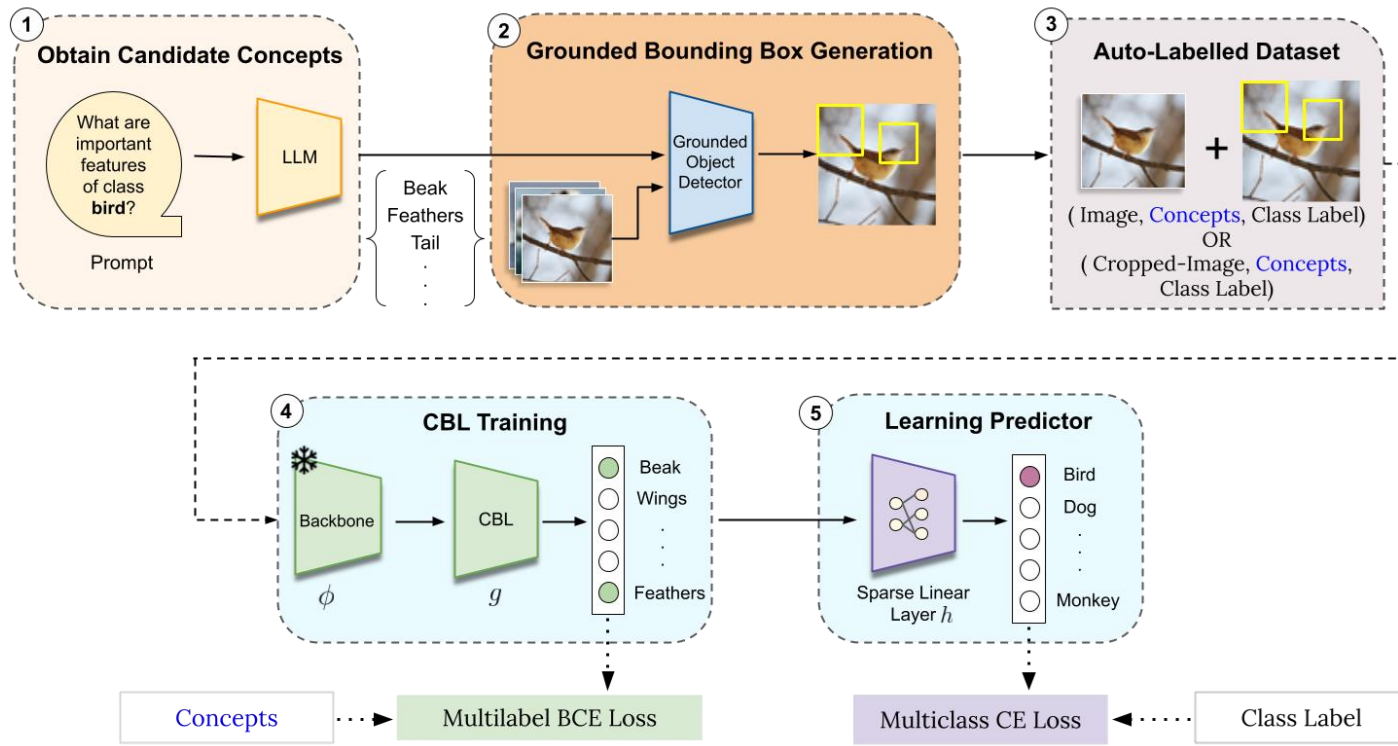 1
Obtain Candidate Concepts
What are
important
features
of class
bird?
Prompt
LLM
Beak
Feathers
Tail
.
.
.
2
Grounded Bounding Box Generation
Grounded
Object
Detector
3
Auto-Labelled Dataset
+
( Image, Concepts, Class Label)
OR
( Cropped-Image, Concepts,
Class Label)
4
CBL Training
Backbone
ϕ
CBL
g
Beak
Wings
.
.
.
Feathers
5
Learning Predictor
Sparse Linear
Layer h
Bird
Dog
.
.
.
Monkey
Concepts
Multilabel BCE Loss
Multiclass CE Loss
Class Label